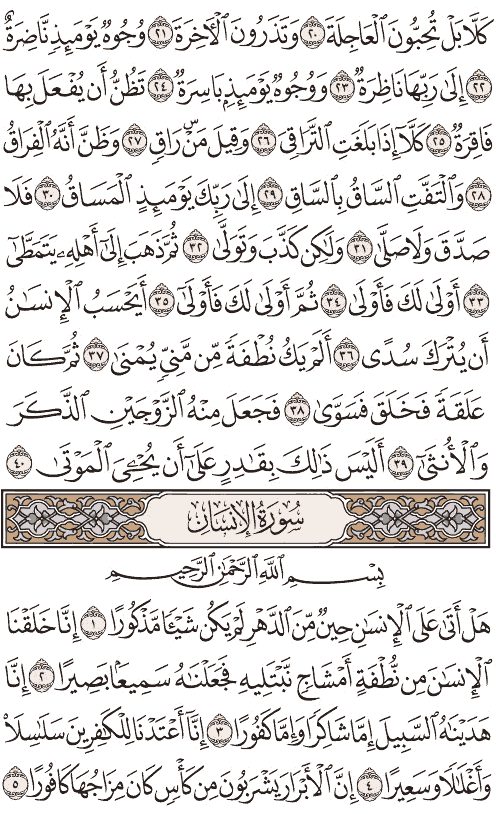 كَلَّا بَلْ تُحِبُّونَ ٱلْعَاجِلَةَ ٢٠ وَتَذَرُونَ ٱلْأَخِرَةَ ٢١ وُجُوهٌ يَوْمَئِذٍ نَّاضِرَةٌ
٢٢ إِلَىٰ رَبِّهَا نَاظِرَةٌ ٢٣ وَوُجُوهٌ يَوْمَئِذٍۭ بَاسِرَةٌ ٢٤ تَظُنُّ أَن يُفْعَلَ بِهَا
فَاقِرَةٌ ٢٥ كَلَّآ إِذَا بَلَغَتِ ٱلتَّرَاقِيَ ٢٦ وَقِيلَ مَنْۜ رَاقٍ ٢٧ وَظَنَّ أَنَّهُ ٱلْفِرَاقُ
٢٨ وَٱلْتَفَّتِ ٱلسَّاقُ بِٱلسَّاقِ ٢٩ إِلَىٰ رَبِّكَ يَوْمَئِذٍ ٱلْمَسَاقُ ٣٠ فَلَا
صَدَّقَ وَلَا صَلَّىٰ ٣١ وَلَٰكِن كَذَّبَ وَتَوَلَّىٰ ٣٢ ثُمَّ ذَهَبَ إِلَىٰٓ أَهْلِهِۦ يَتَمَطَّىٰٓ
٣٣ أَوْلَىٰ لَكَ فَأَوْلَىٰ ٣٤ ثُمَّ أَوْلَىٰ لَكَ فَأَوْلَىٰٓ ٣٥ أَيَحْسَبُ ٱلْإِنسَٰنُ
أَن يُتْرَكَ سُدًى ٣٦ أَلَمْ يَكُ نُطْفَةً مِّن مَّنِيٍّ يُمْنَىٰ ٣٧ ثُمَّ كَانَ
عَلَقَةً فَخَلَقَ فَسَوَّىٰ ٣٨ فَجَعَلَ مِنْهُ ٱلزَّوْجَيْنِ ٱلذَّكَرَ
وَٱلْأُنثَىٰٓ ٣٩ أَلَيْسَ ذَٰلِكَ بِقَٰدِرٍ عَلَىٰٓ أَن يُحْـِۧيَ ٱلْمَوْتَىٰ ٤٠
سُورَةُ الإِنسَانِ
بِسْمِ ٱللَّهِ ٱلرَّحْمَٰنِ ٱلرَّحِيمِ
هَلْ أَتَىٰ عَلَى ٱلْإِنسَٰنِ حِينٌ مِّنَ ٱلدَّهْرِ لَمْ يَكُن شَيْـًٔا مَّذْكُورًا ١ إِنَّا خَلَقْنَا
ٱلْإِنسَٰنَ مِن نُّطْفَةٍ أَمْشَاجٍ نَّبْتَلِيهِ فَجَعَلْنَٰهُ سَمِيعًۢا بَصِيرًا ٢ إِنَّا
هَدَيْنَٰهُ ٱلسَّبِيلَ إِمَّا شَاكِرًا وَإِمَّا كَفُورًا ٣ إِنَّآ أَعْتَدْنَا لِلْكَٰفِرِينَ سَلَٰسِلَا۟
وَأَغْلَٰلًا وَسَعِيرًا ٤ إِنَّ ٱلْأَبْرَارَ يَشْرَبُونَ مِن كَأْسٍ كَانَ مِزَاجُهَا كَافُورًا ٥